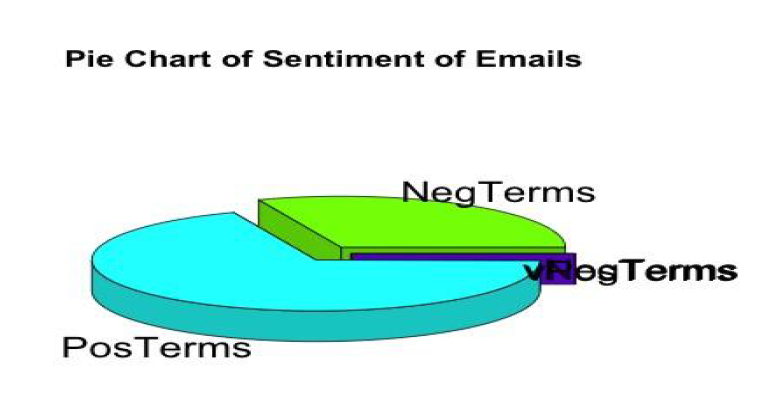 Pie Chart of Sentiment of Emails
NegTerms
PosTerms